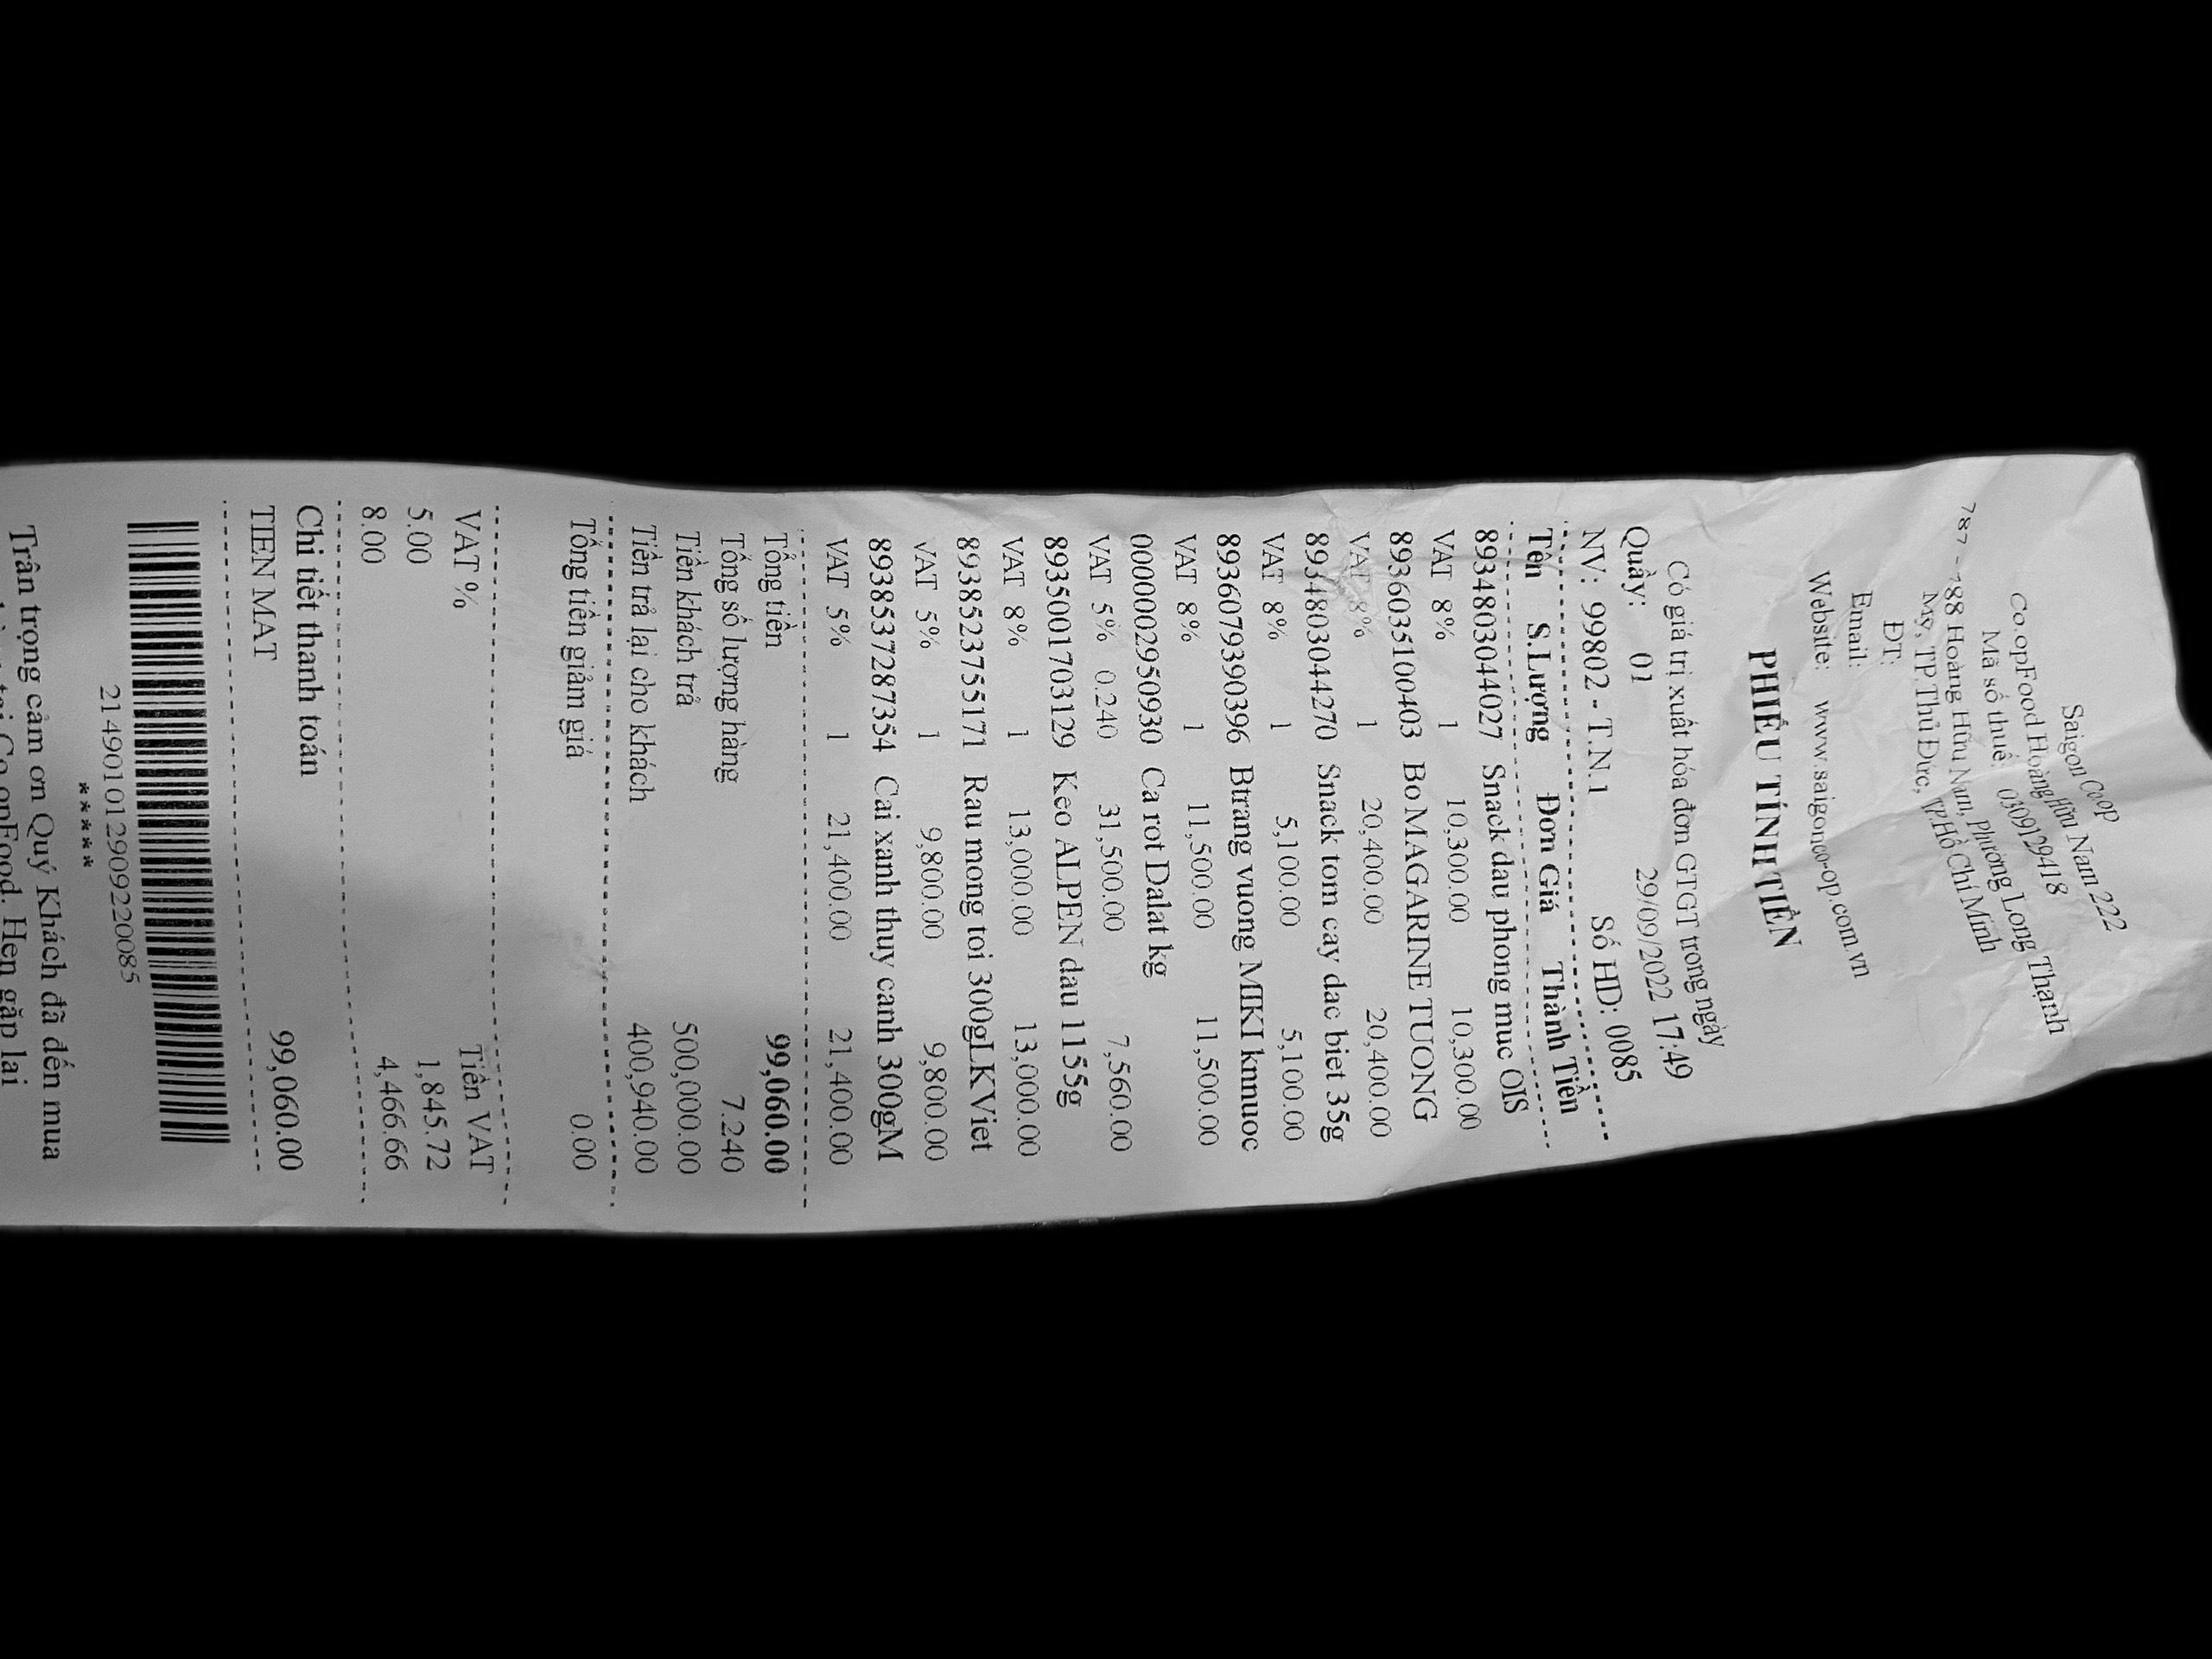 Saigon Co.op
Co.opFood Hoàng Hữu Nam 222
Mã số thuế: 0309129418
787 - 788 Hoàng Hữu Nam, Phường Long Thạnh
Mỹ, TP.Thủ Đức, TP.Hồ Chí Minh
ĐT:
Email:
Website: www.saigonco-op.com.vn
PHIẾU TÍNH TIỀN
Có giá trị xuất hóa đơn GTGT trong ngày
Quầy: 01 29/09/2022 17:49
NV: 99802 - T.N.1 Số HD: 0085
Tên S.Lượng Đơn Giá Thành Tiền
8934803044027 Snack dau phong muc OIS
VAT 8% 1 10,300.00 10,300.00
8936035100403 Bo MAGARINE TUONG
VAT 8% 1 20,400.00 20,400.00
8934803044270 Snack tom cay dac biet 35g
VAT 8% 1 5,100.00 5,100.00
8936079390396 Btrang vuong MIKI knnuoc
VAT 8% 1 11,500.00 11,500.00
0000002950930 Ca rot Dalat kg
VAT 5% 0.240 31,500.00 7,560.00
8935001703129 Keo ALPEN dau 1155g
VAT 8% 1 13,000.00 13,000.00
8938523755171 Rau mong toi 300gLKViet
VAT 5% 1 9,800.00 9,800.00
8938537287354 Cai xanh thuy canh 300gM
VAT 5% 1 21,400.00 21,400.00
Tổng tiền 99,060.00
Tổng số lượng hàng 7.240
Tiền khách trả 500,000.00
Tiền trả lại cho khách 400,940.00
Tổng tiền giảm giá 0.00
VAT % Tiền VAT
5.00 1,845.72
8.00 4,466.66
Chi tiết thanh toán
TIEN MAT 99,060.00
21490101290922​0085
*****
Trân trọng cảm ơn Quý Khách đã đến mua
tại Co.opFood. Hẹn gặp lại